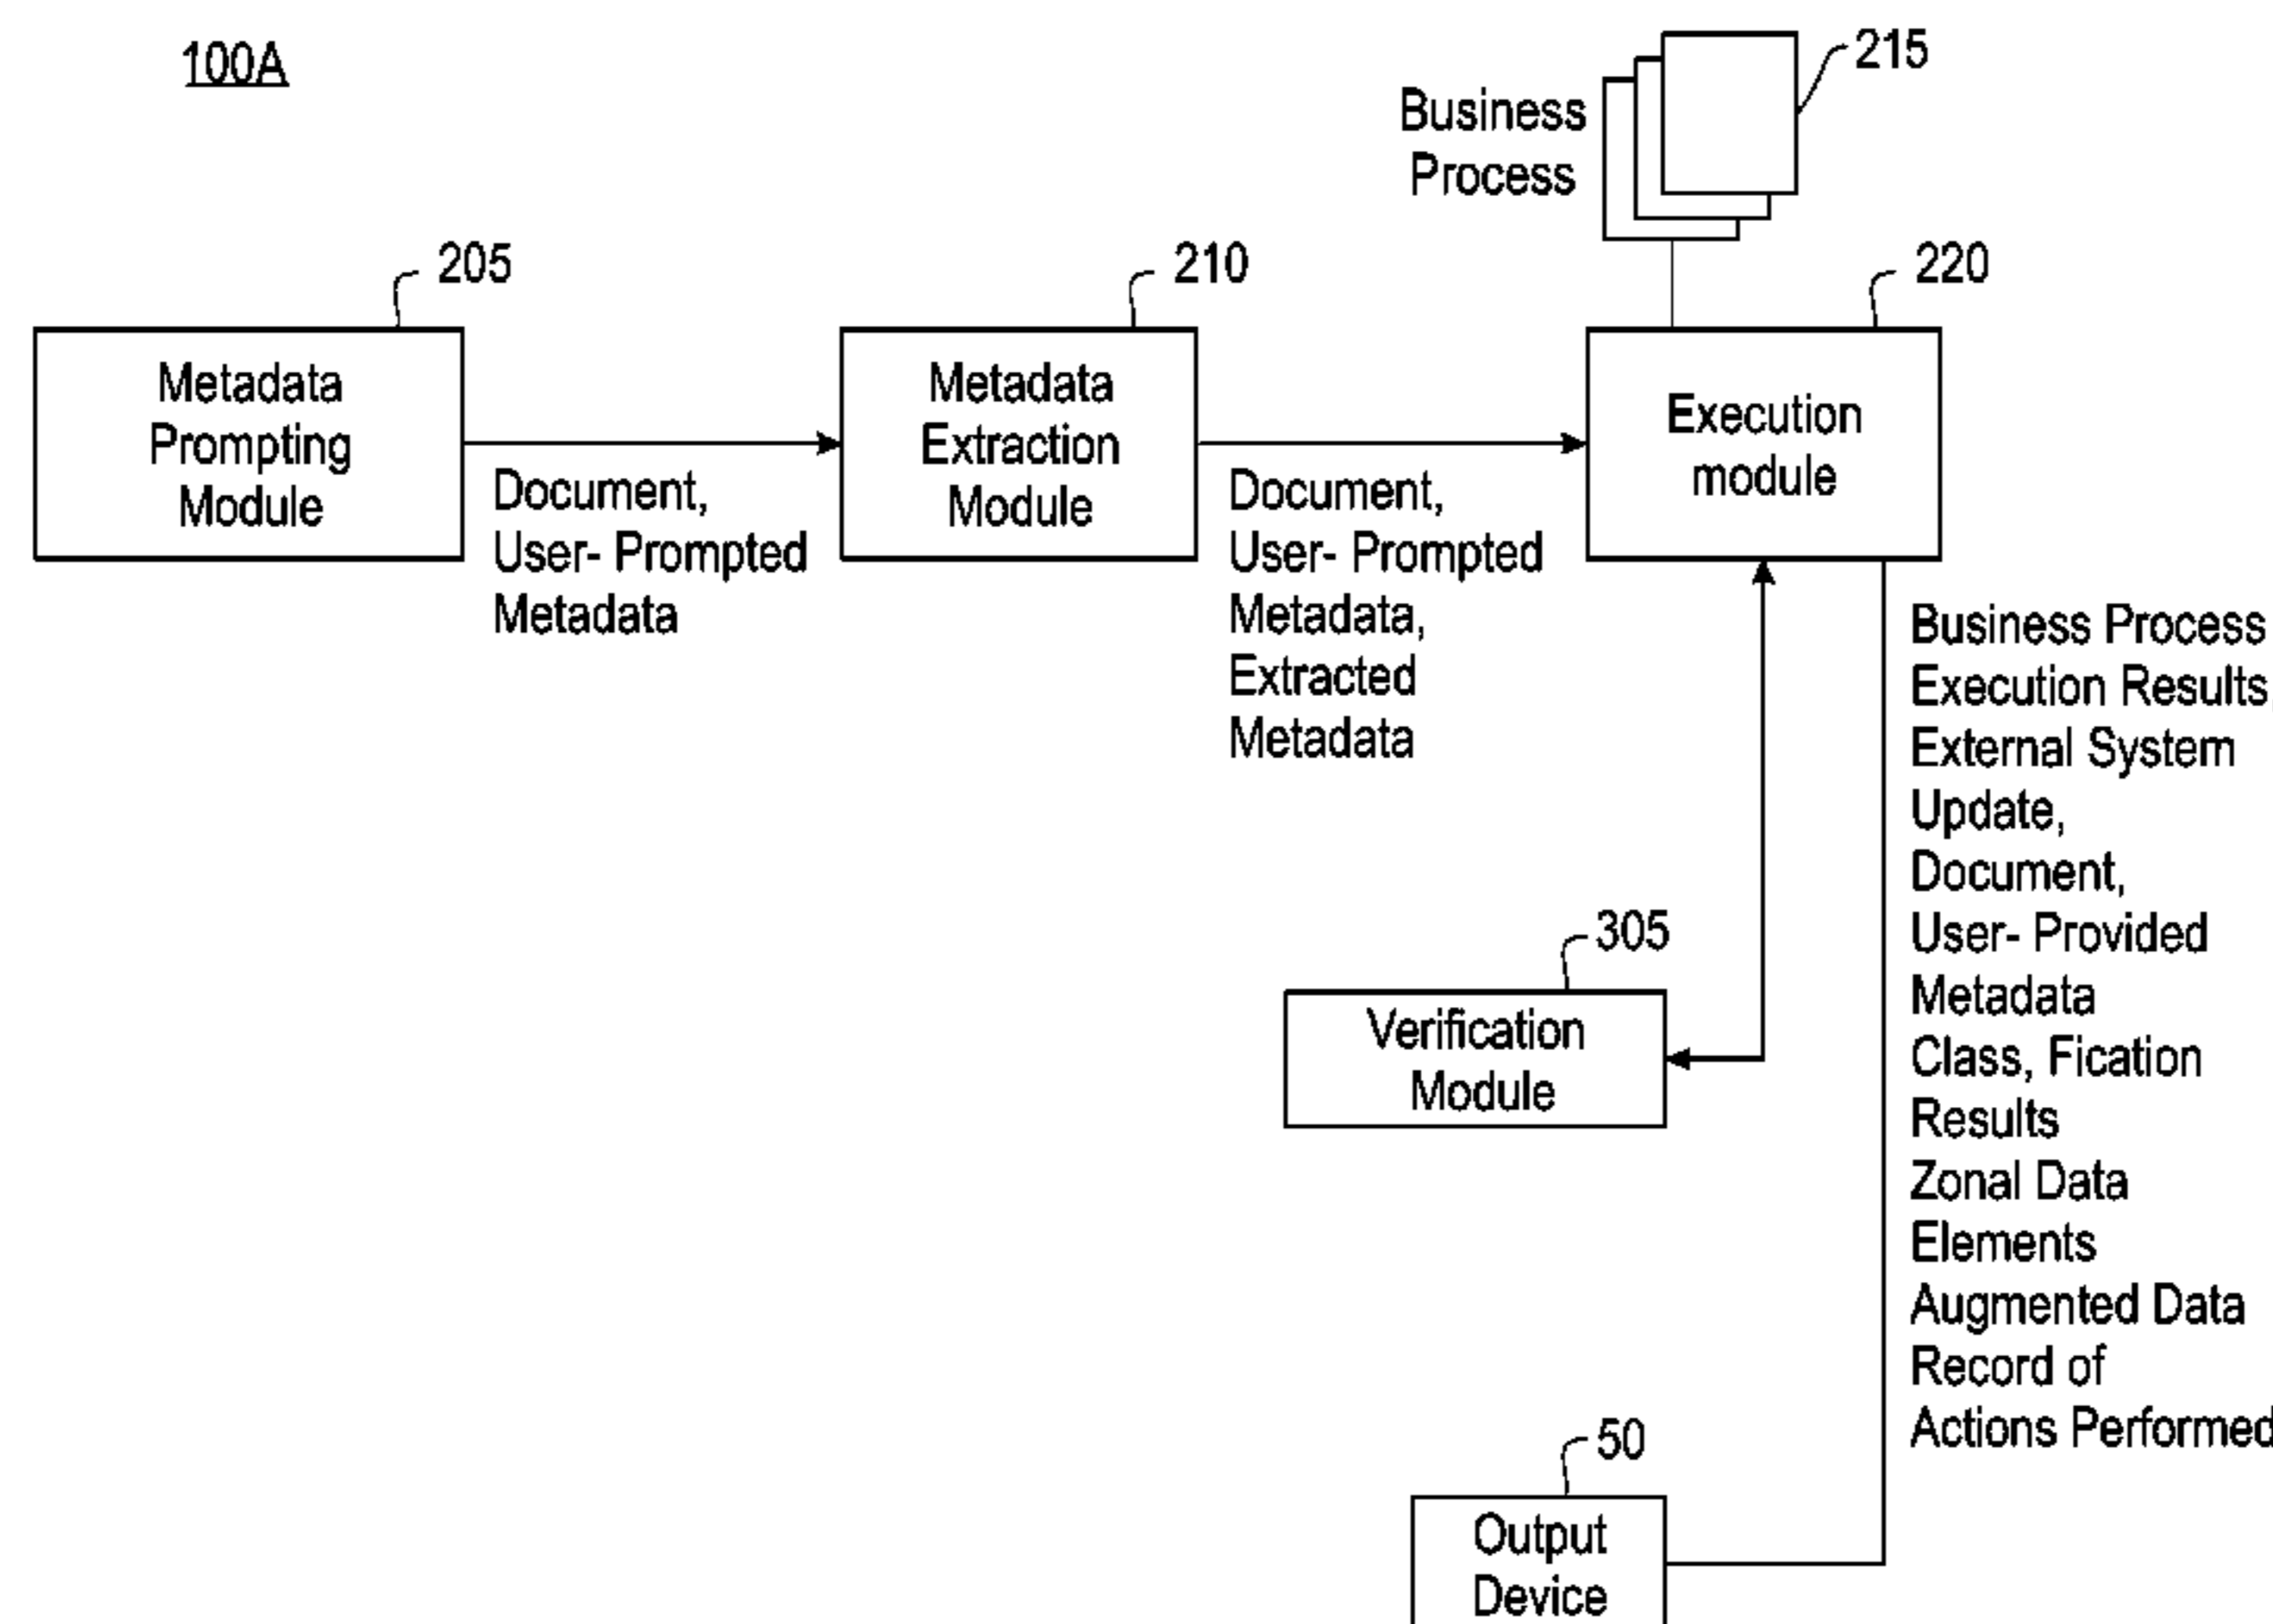 100A
215
Business
Process
205
210
220
Metadata
Prompting
Module
Metadata
Extraction
Module
Execution
module
Document,
User- Prompted
Metadata
Document,
User- Prompted
Metadata,
Extracted
Metadata
Business Process
Execution Results,
External System
Update,
Document,
User- Provided
Metadata
Class, Fication
Results
Zonal Data
Elements
Augmented Data
Record of
Actions Performed
305
Verification
Module
50
Output
Device